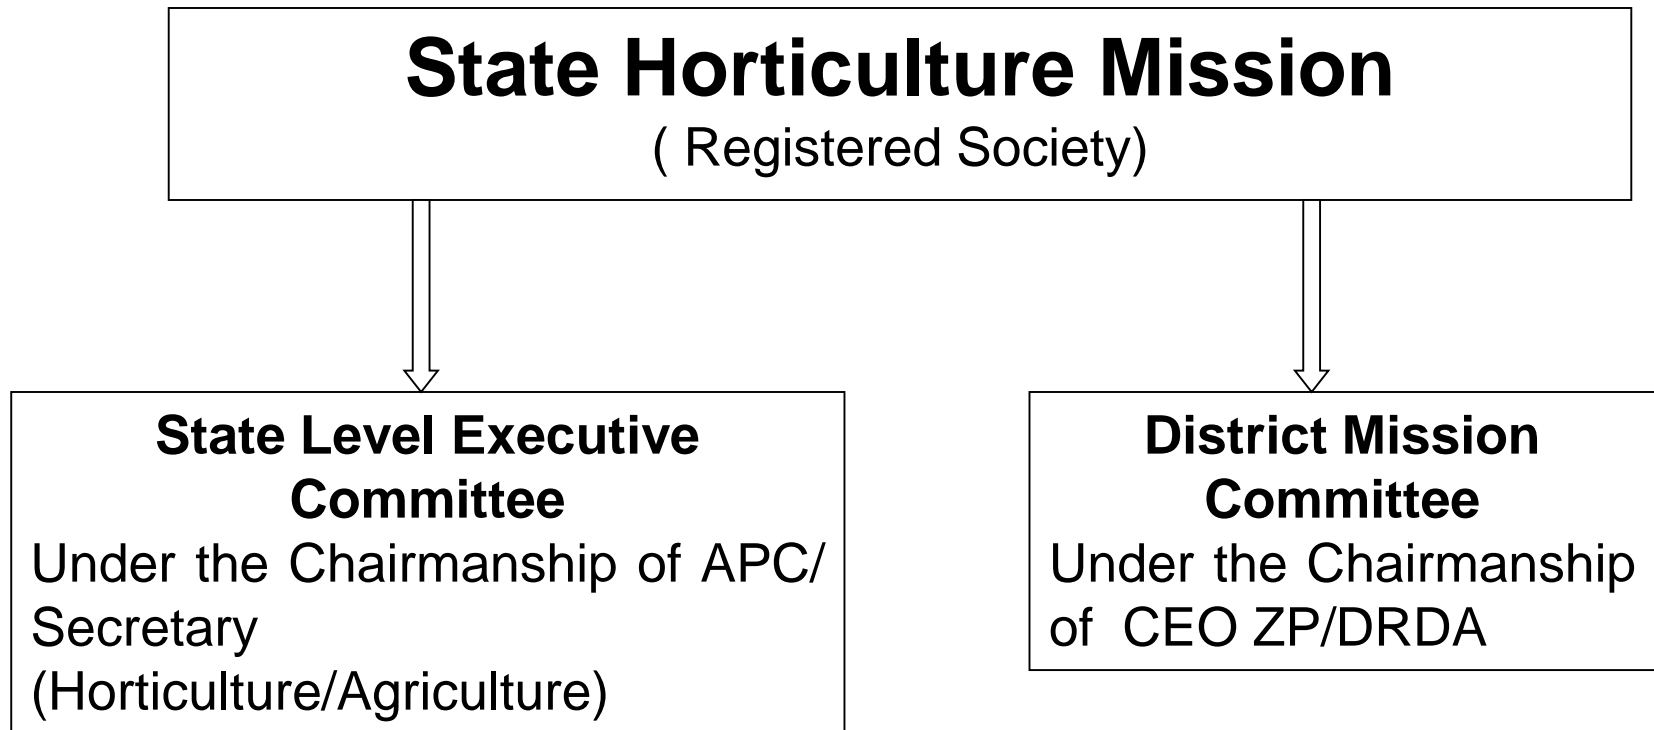 State Horticulture Mission
( Registered Society)
State Level Executive
Committee
Under the Chairmanship of APC/
Secretary
(Horticulture/Agriculture)
District Mission
Committee
Under the Chairmanship
of CEO ZP/DRDA